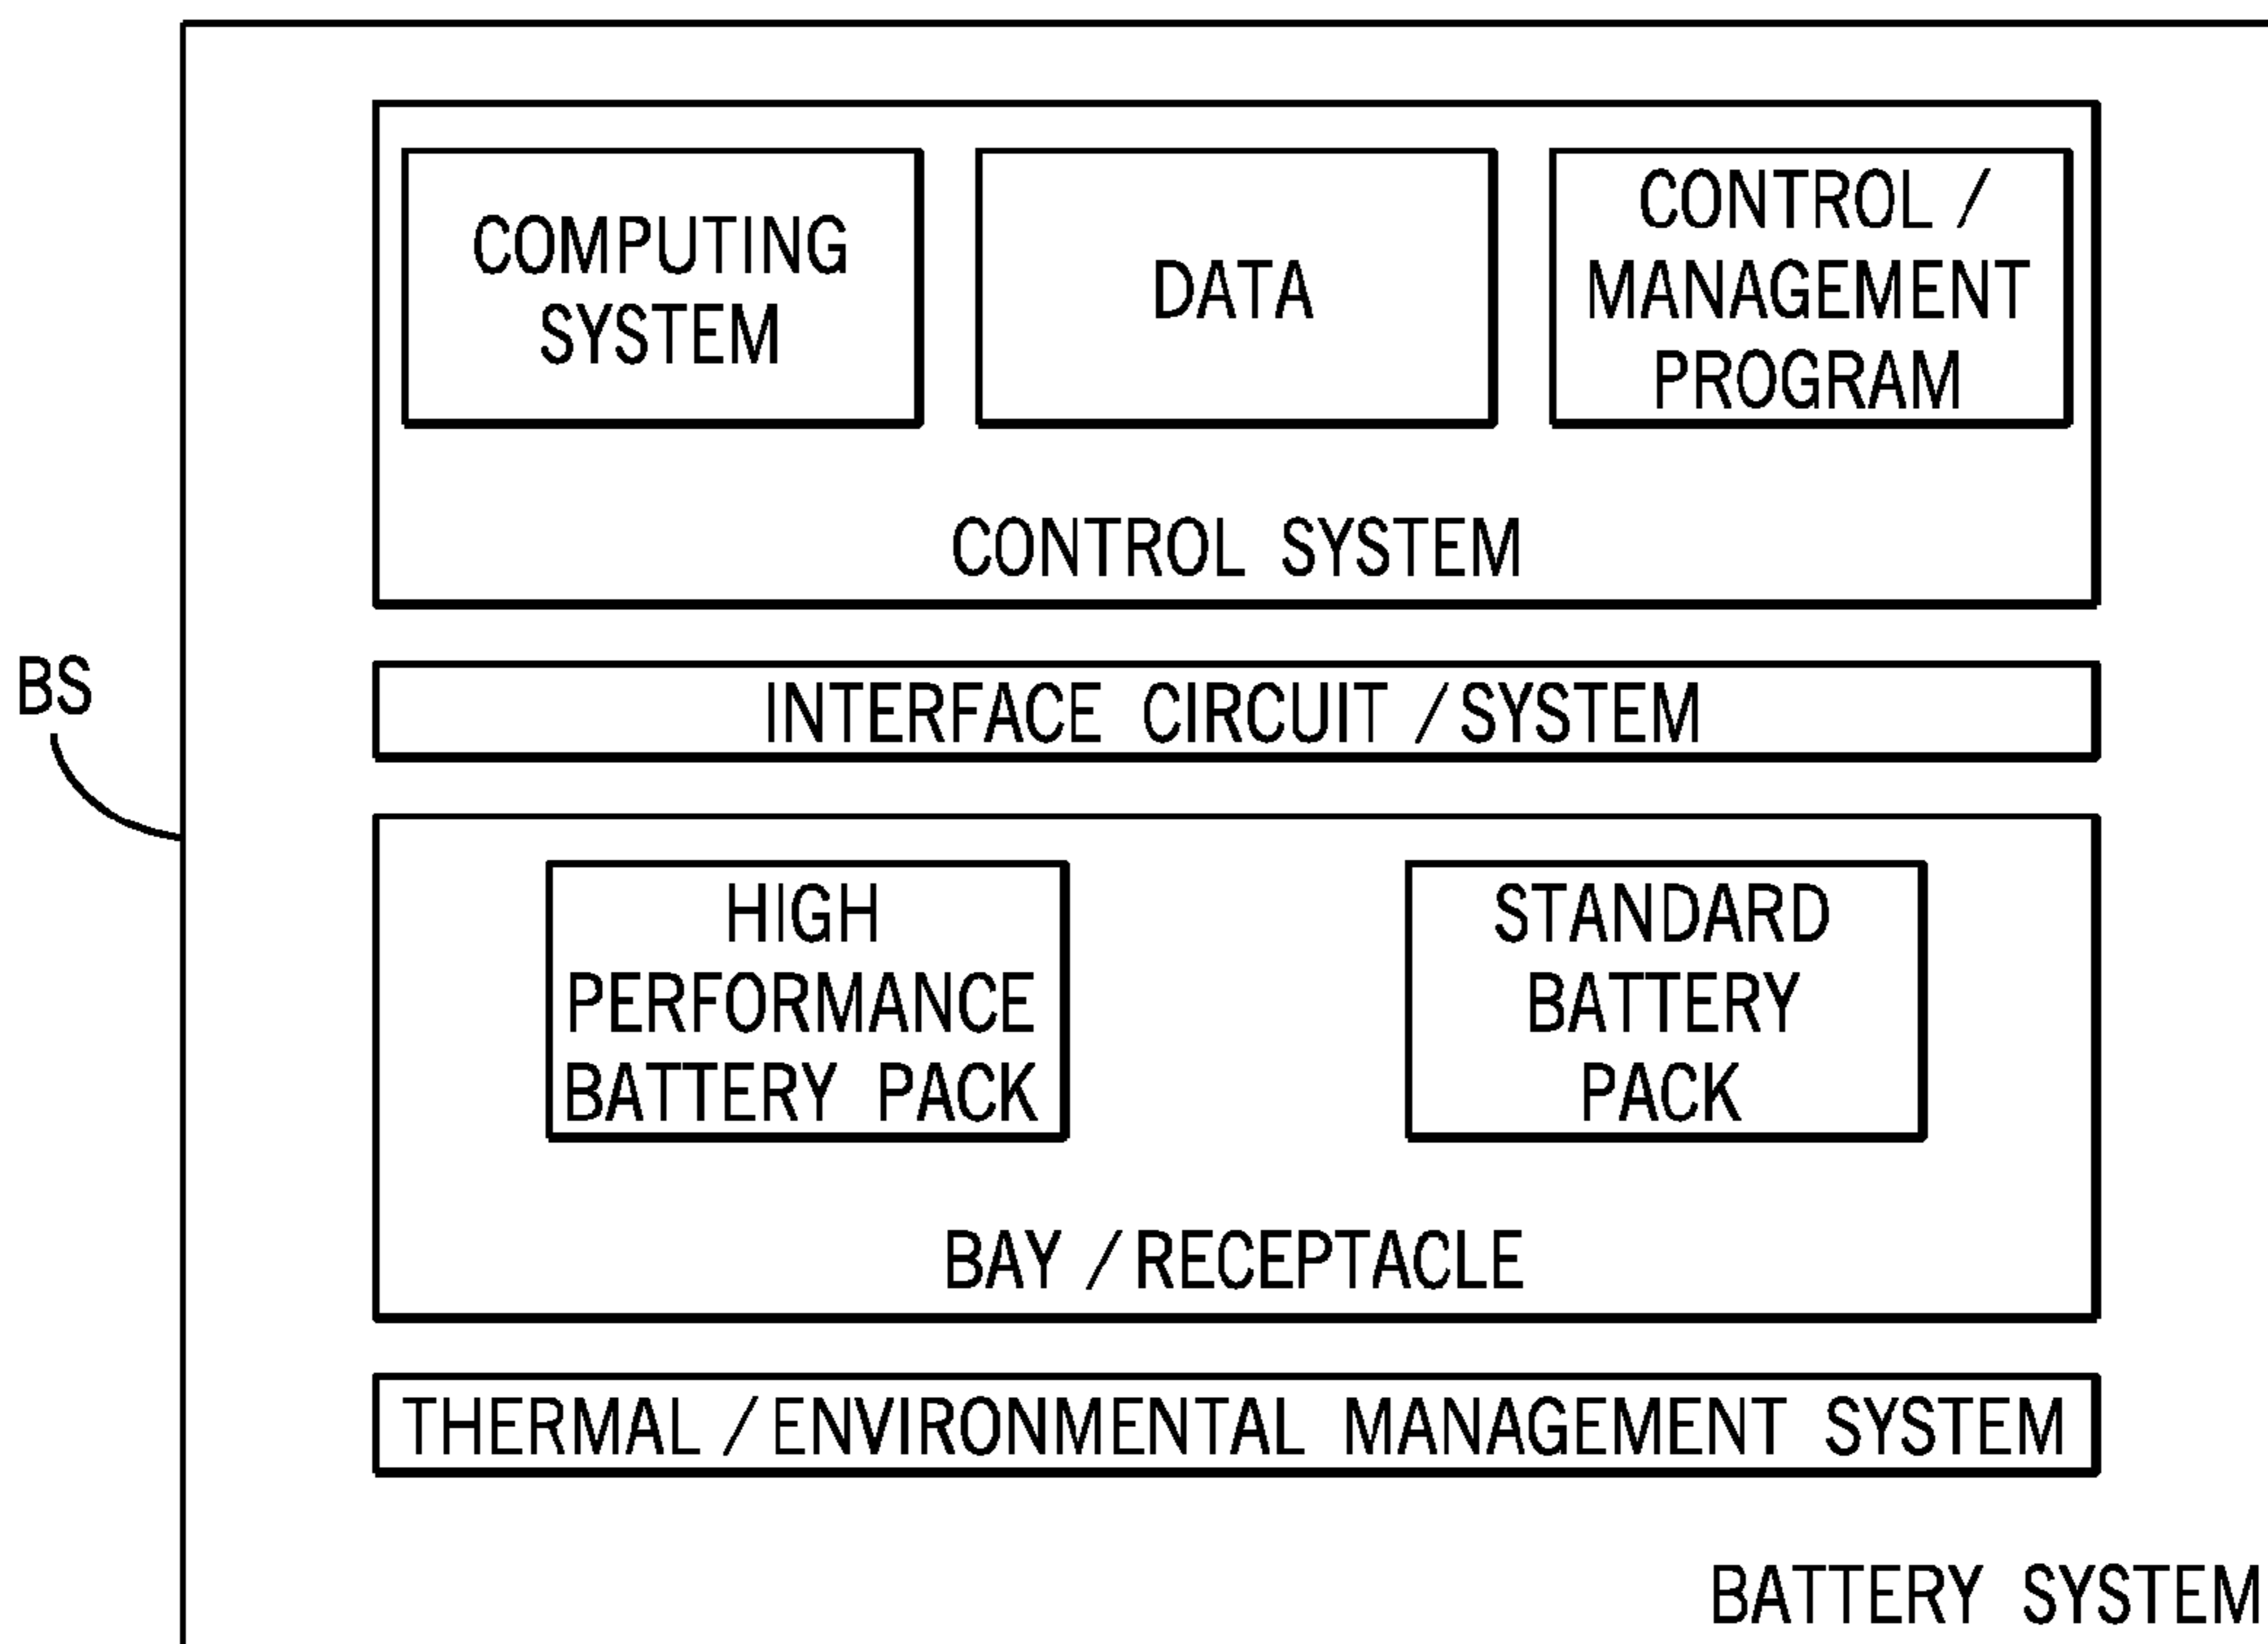 COMPUTING
SYSTEM
DATA
CONTROL /
MANAGEMENT
PROGRAM
CONTROL SYSTEM
BS
INTERFACE CIRCUIT / SYSTEM
HIGH
PERFORMANCE
BATTERY PACK
STANDARD
BATTERY
PACK
BAY / RECEPTACLE
THERMAL / ENVIRONMENTAL MANAGEMENT SYSTEM
BATTERY SYSTEM